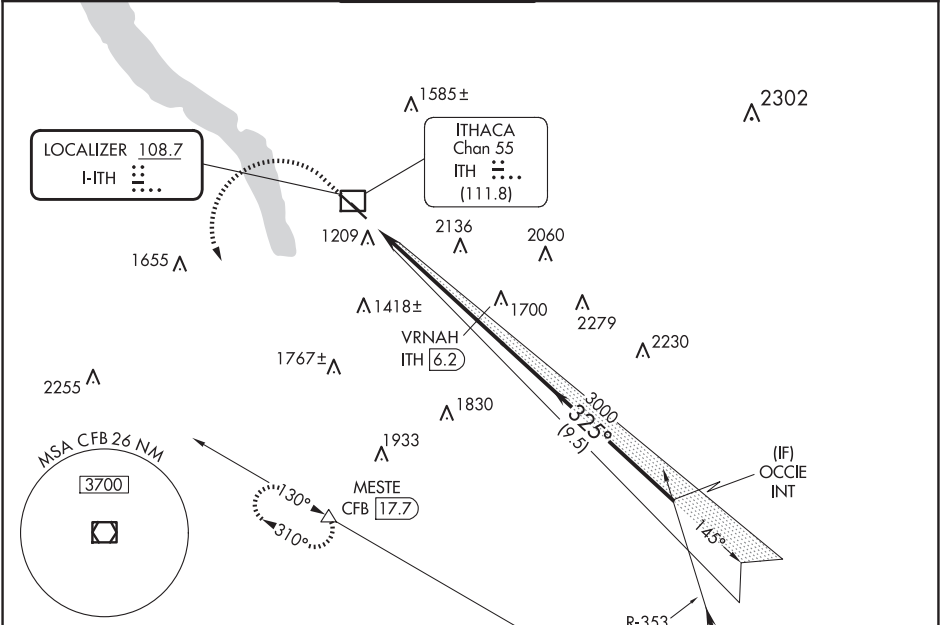 1585±
2302
LOCALIZER 108.7
I-ITH
ITHACA
Chan 55
ITH
(111.8)
1209
2136
2060
1655
1418±
1700
2279
VRNAH
ITH 6.2
2230
1767±
2255
3000
325°
(9.5)
1830
1933
MSA CFB 26 NM
3700
(IF)
OCCIE
INT
MESTE
CFB 17.7
130°
310°
145°
R-353